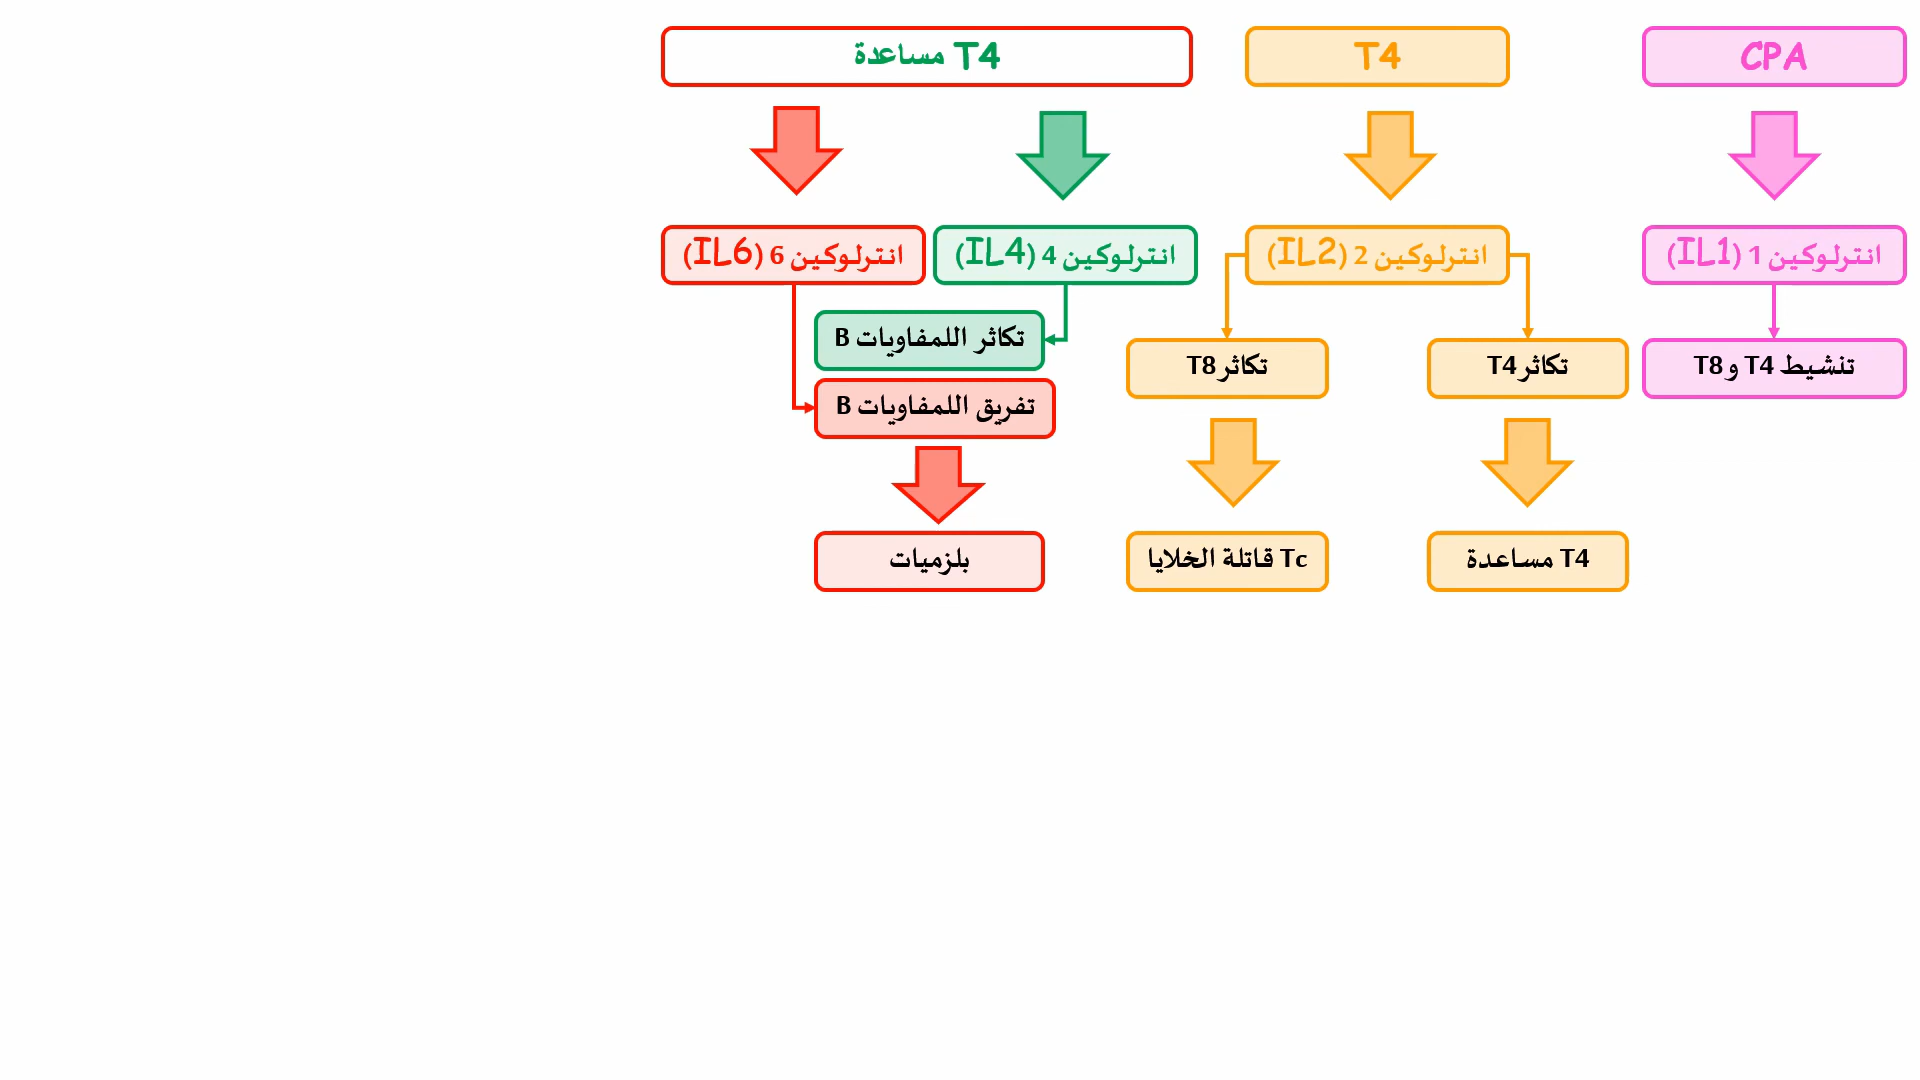 CPA
T4
T4 مساعدة
انترلوكين 1 (IL1)
انترلوكين 2 (IL2)
انترلوكين 4 (IL4)
انترلوكين 6 (IL6)
تنشيط T4 وT8
تكاثر T4
تكاثر T8
تكاثر اللمفاويات B
تفريق اللمفاويات B
T4 مساعدة
Tc قاتلة الخلايا
بلزميات